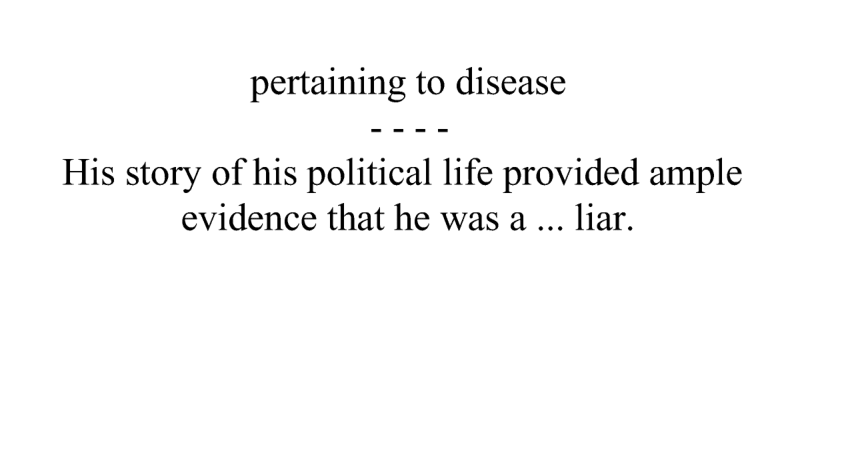 pertaining to disease
- - - -
His story of his political life provided ample
evidence that he was a ... liar.